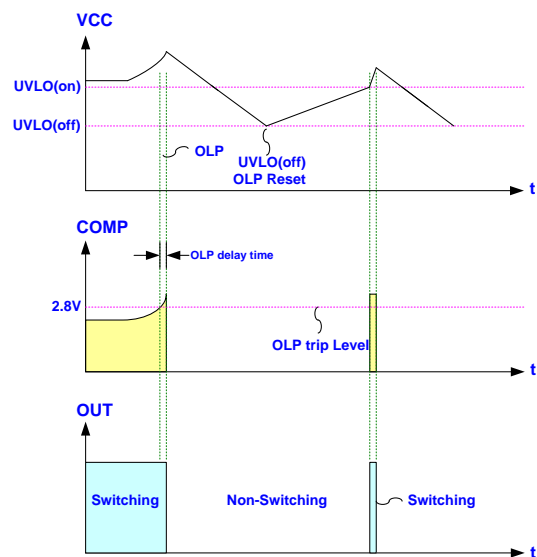 VCC
UVLO(on)
UVLO(off)
OLP
UVLO(off)
OLP Reset
t
COMP
OLP delay time
2.8V
OLP trip Level
t
OUT
Switching
Non-Switching
Switching
t